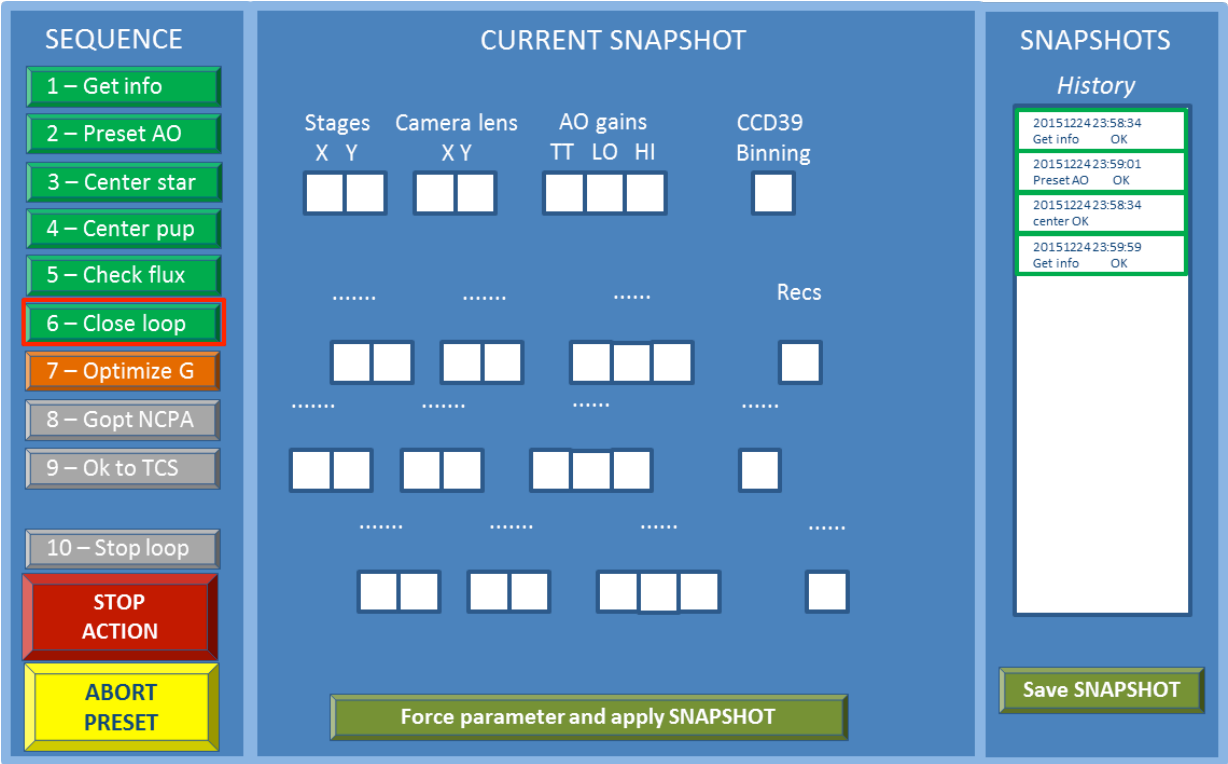 SEQUENCE
1 – Get info
2 – Preset AO
3 – Center star
4 – Center pup
5 – Check flux
6 – Close loop
7 – Optimize G
8 – Gopt NCPA
9 – Ok to TCS
10 – Stop loop
STOP
ACTION
ABORT
PRESET
CURRENT SNAPSHOT
Stages Camera lens AO gains CCD39
X Y X Y TT LO HI Binning
....... ....... ...... Recs
....... ....... ...... ......
....... ....... ...... ......
Force parameter and apply SNAPSHOT
SNAPSHOTS
History
20151224 23:58:34
Get info OK
20151224 23:59:01
Preset AO OK
20151224 23:58:34
center OK
20151224 23:59:59
Get info OK
Save SNAPSHOT